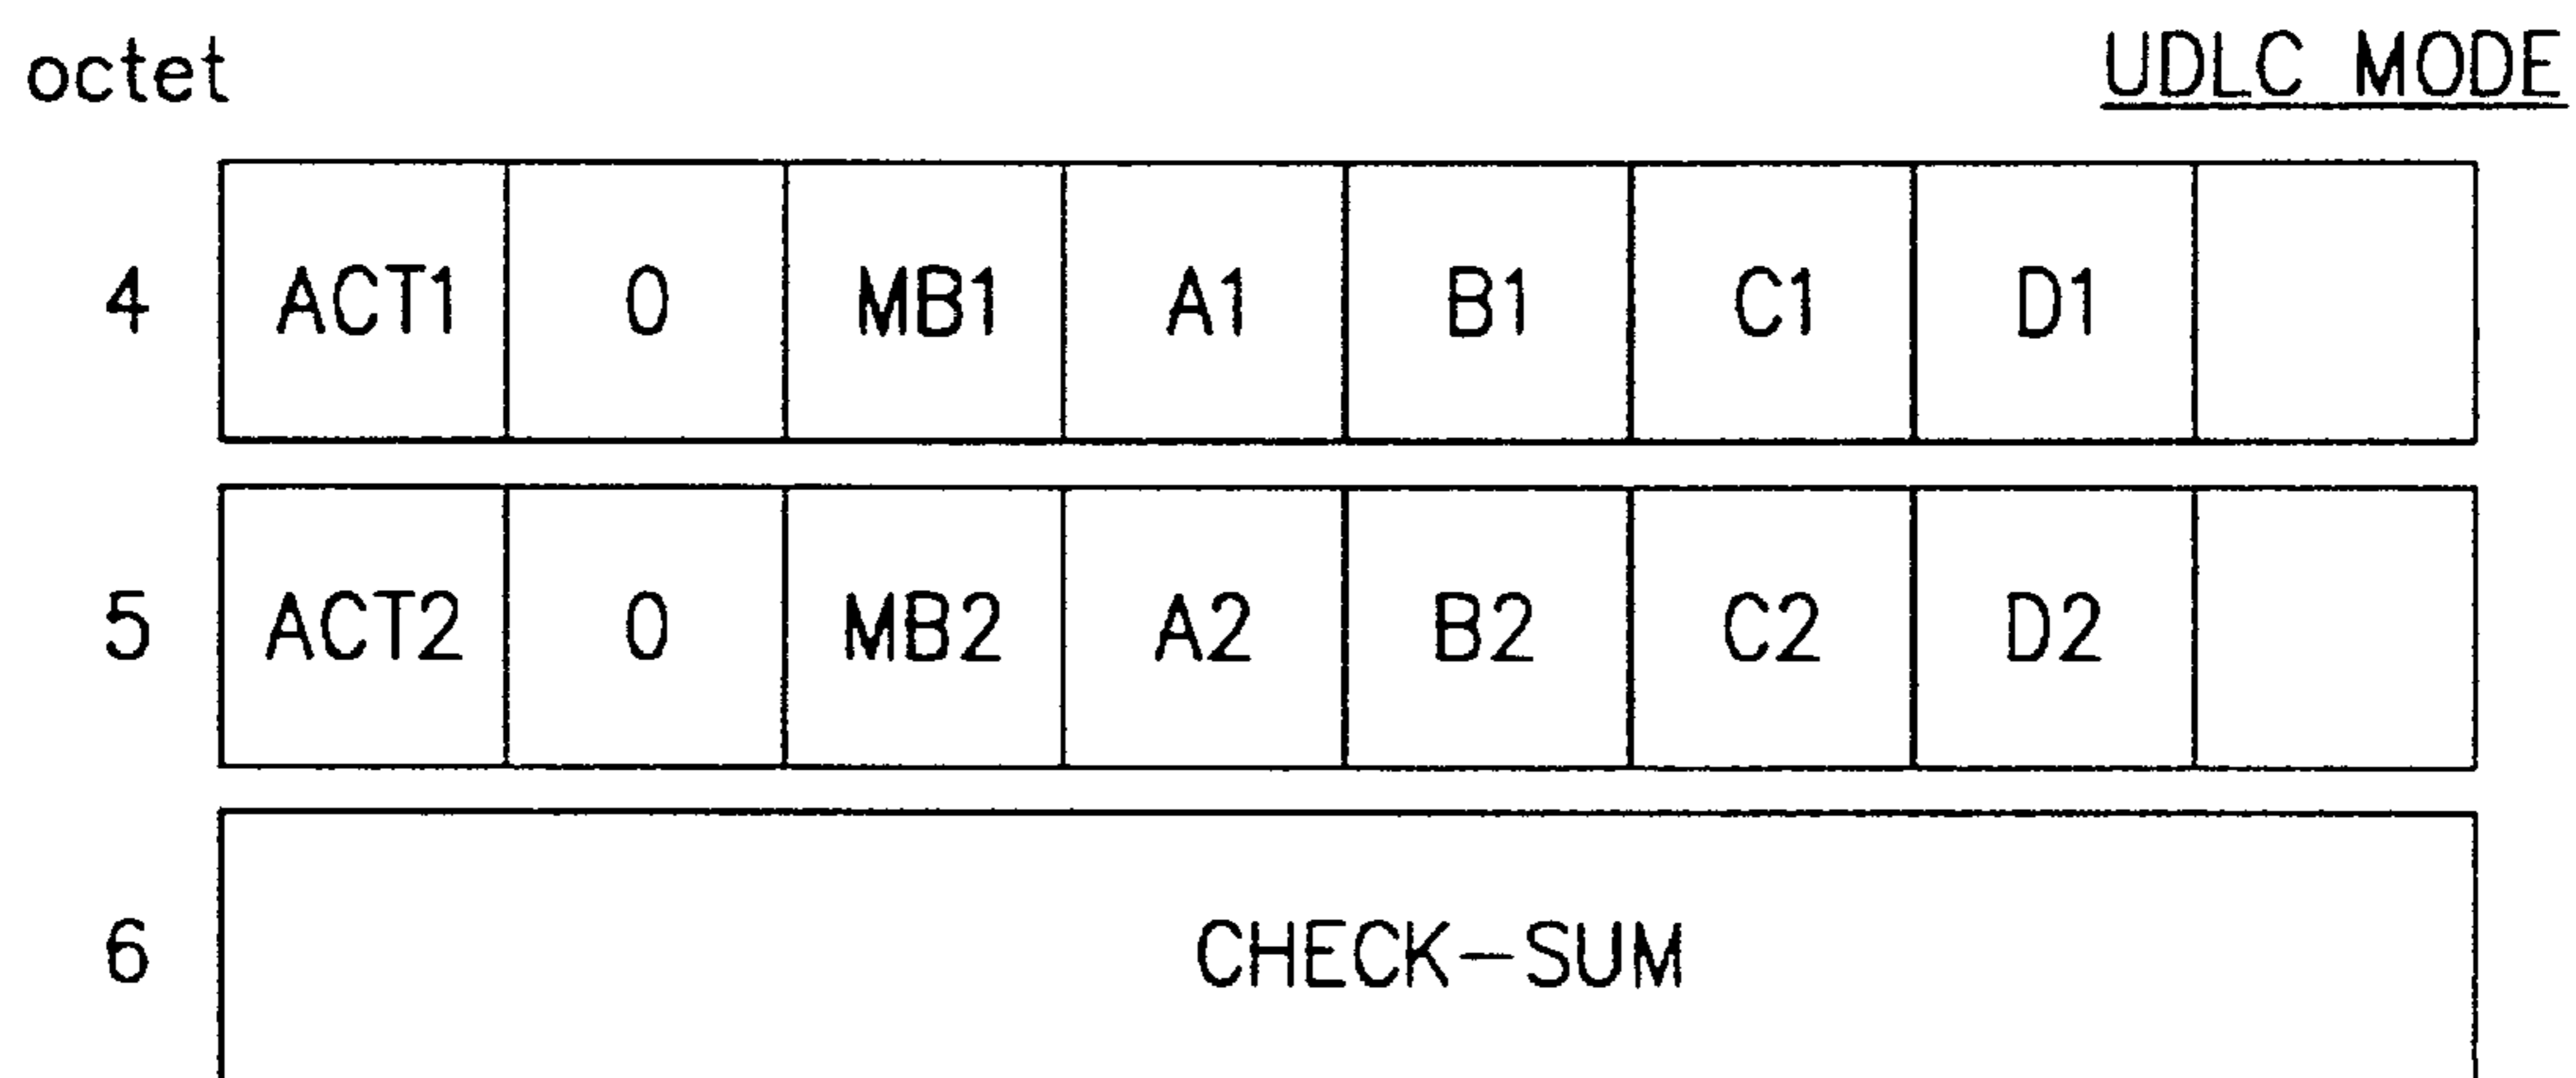 octet UDLC MODE
4 ACT1 0 MB1 A1 B1 C1 D1
5 ACT2 0 MB2 A2 B2 C2 D2
6 CHECK-SUM